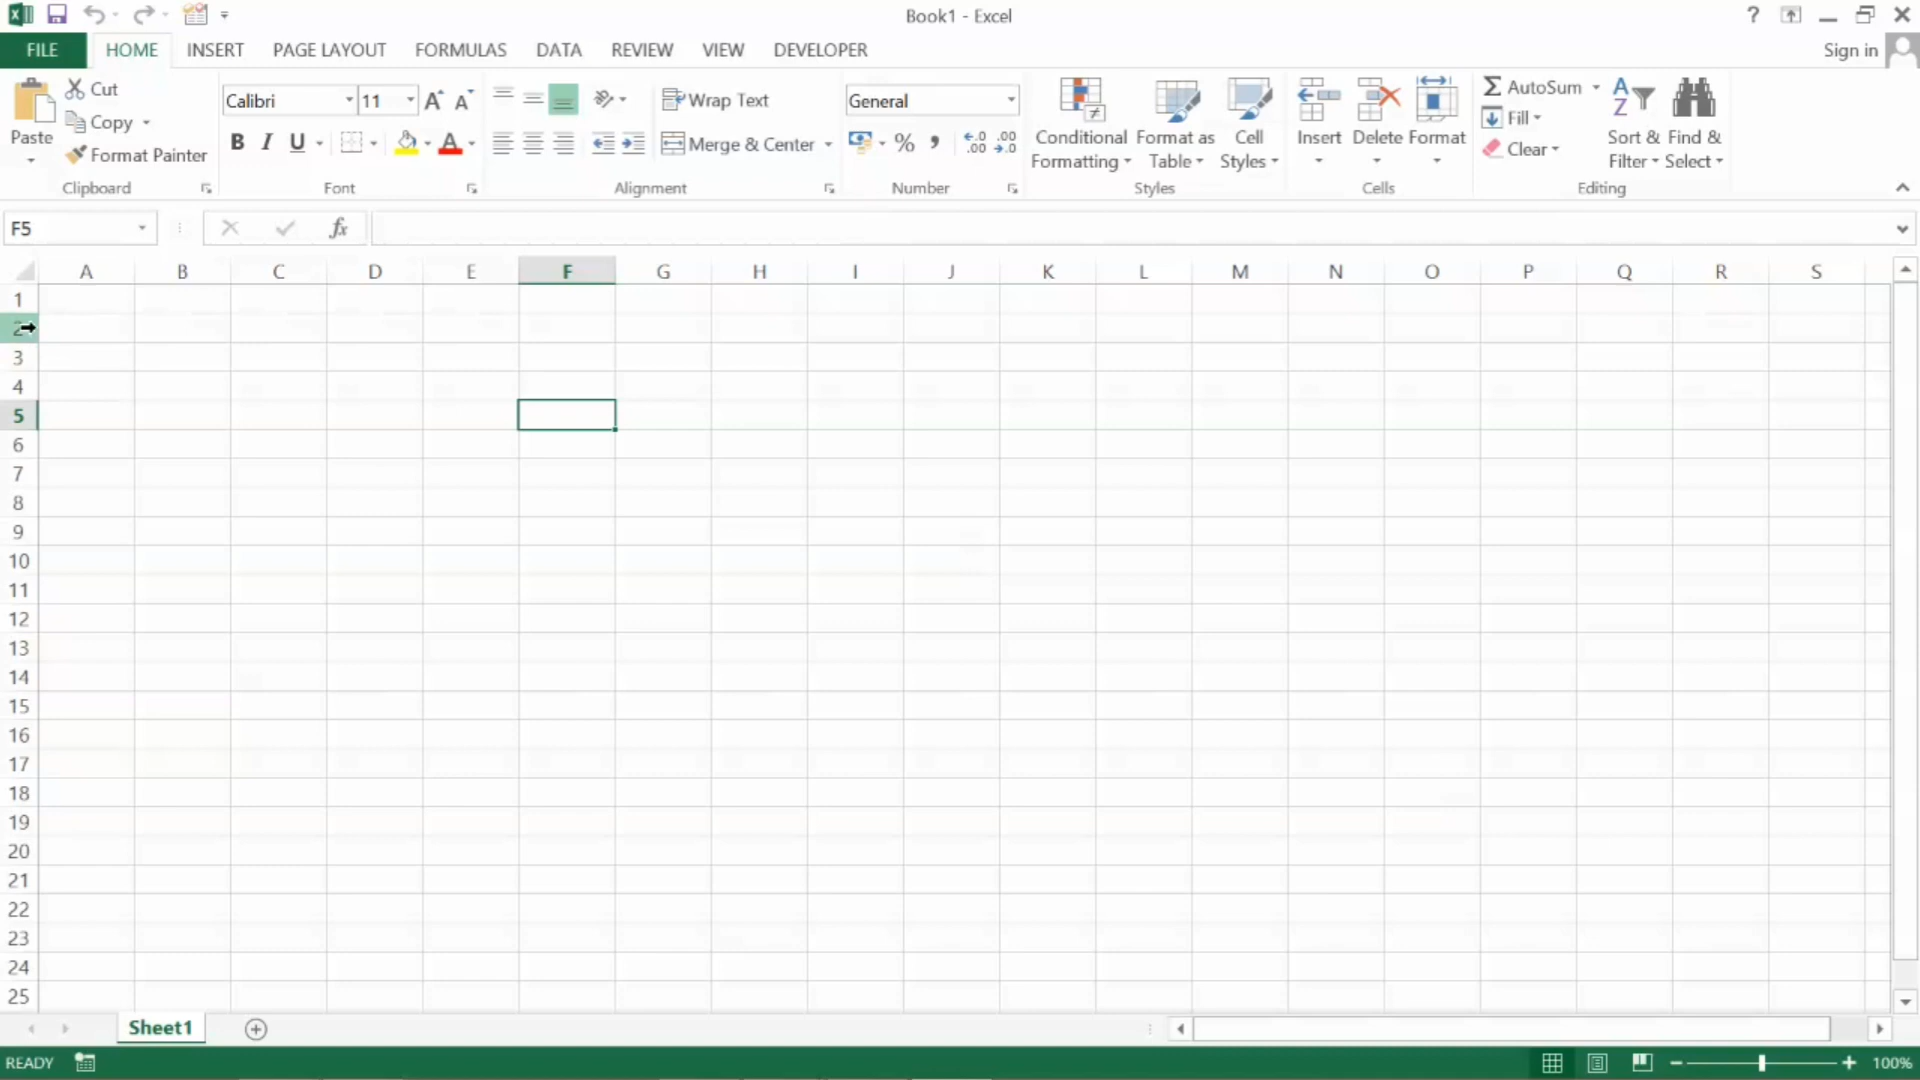 Book1 - Excel
?
FILE HOME INSERT PAGE LAYOUT FORMULAS DATA REVIEW VIEW DEVELOPER Sign in
Paste
Cut
Copy
Format Painter
Clipboard
Calibri 11
B I U A
Font
Wrap Text
Merge & Center
Alignment
General
% , .00 .00
Number
Conditional Formatting
Format as Table
Cell Styles
Styles
Insert
Delete
Format
Cells
AutoSum
Fill
Clear
Sort & Filter
Find & Select
Editing
F5 fx
A B C D E F G H I J K L M N O P Q R S
1
2
3
4
5
6
7
8
9
10
11
12
13
14
15
16
17
18
19
20
21
22
23
24
25
Sheet1
READY 100%